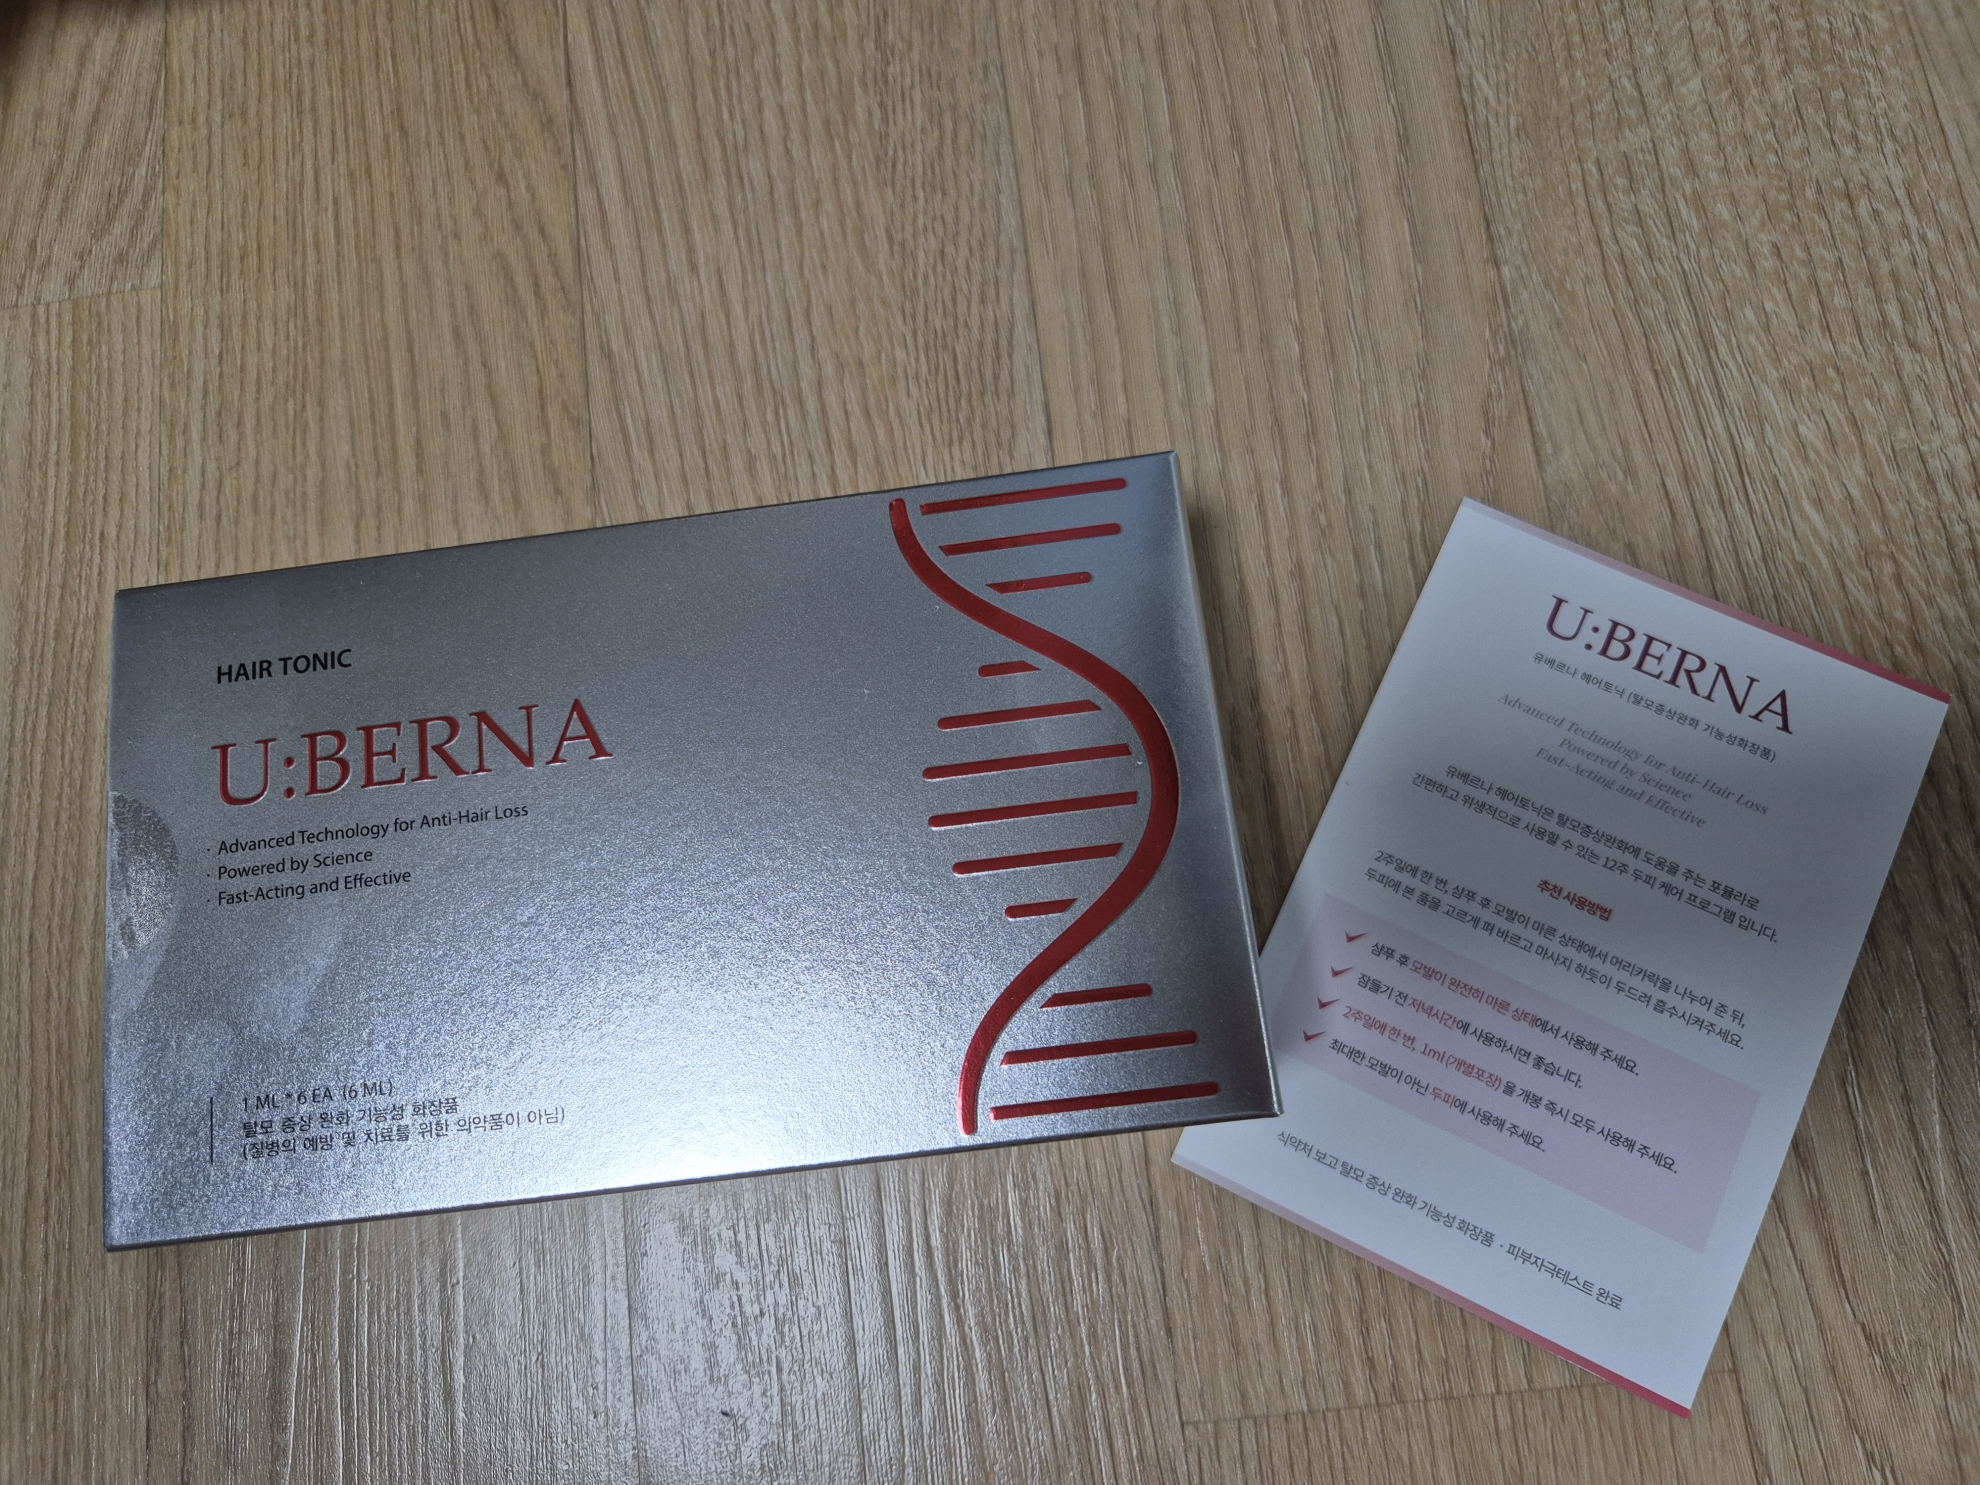 HAIR TONIC
U:BERNA
· Advanced Technology for Anti-Hair Loss
· Powered by Science
· Fast-Acting and Effective
1 ML * 6 EA (6 ML)
탈모 증상 완화 기능성 화장품
(질병의 예방 및 치료를 위한 의약품이 아님)
U:BERNA
유베르나 헤어토닉 (탈모증상완화 기능성화장품)
Advanced Technology for Anti-Hair Loss
Powered by Science
Fast-Acting and Effective
유베르나 헤어토닉은 탈모증상완화에 도움을 주는 포뮬라로
간편하고 위생적으로 사용할 수 있는 12주 두피 케어 프로그램 입니다.
추천 사용방법
2주일에 한 번, 샴푸 후 모발이 마른 상태에서 머리카락을 나누어 준 뒤,
두피에 본 품을 고르게 펴 바르고 마사지 하듯이 두드려 흡수시켜주세요.
샴푸 후 모발이 완전히 마른 상태에서 사용해 주세요.
잠들기 전 저녁시간에 사용하시면 좋습니다.
2주일에 한 번, 1ml (개별포장) 을 개봉 즉시 모두 사용해 주세요.
최대한 모발이 아닌 두피에 사용해 주세요.
식약처 보고 탈모 증상 완화 기능성 화장품 · 피부자극테스트 완료